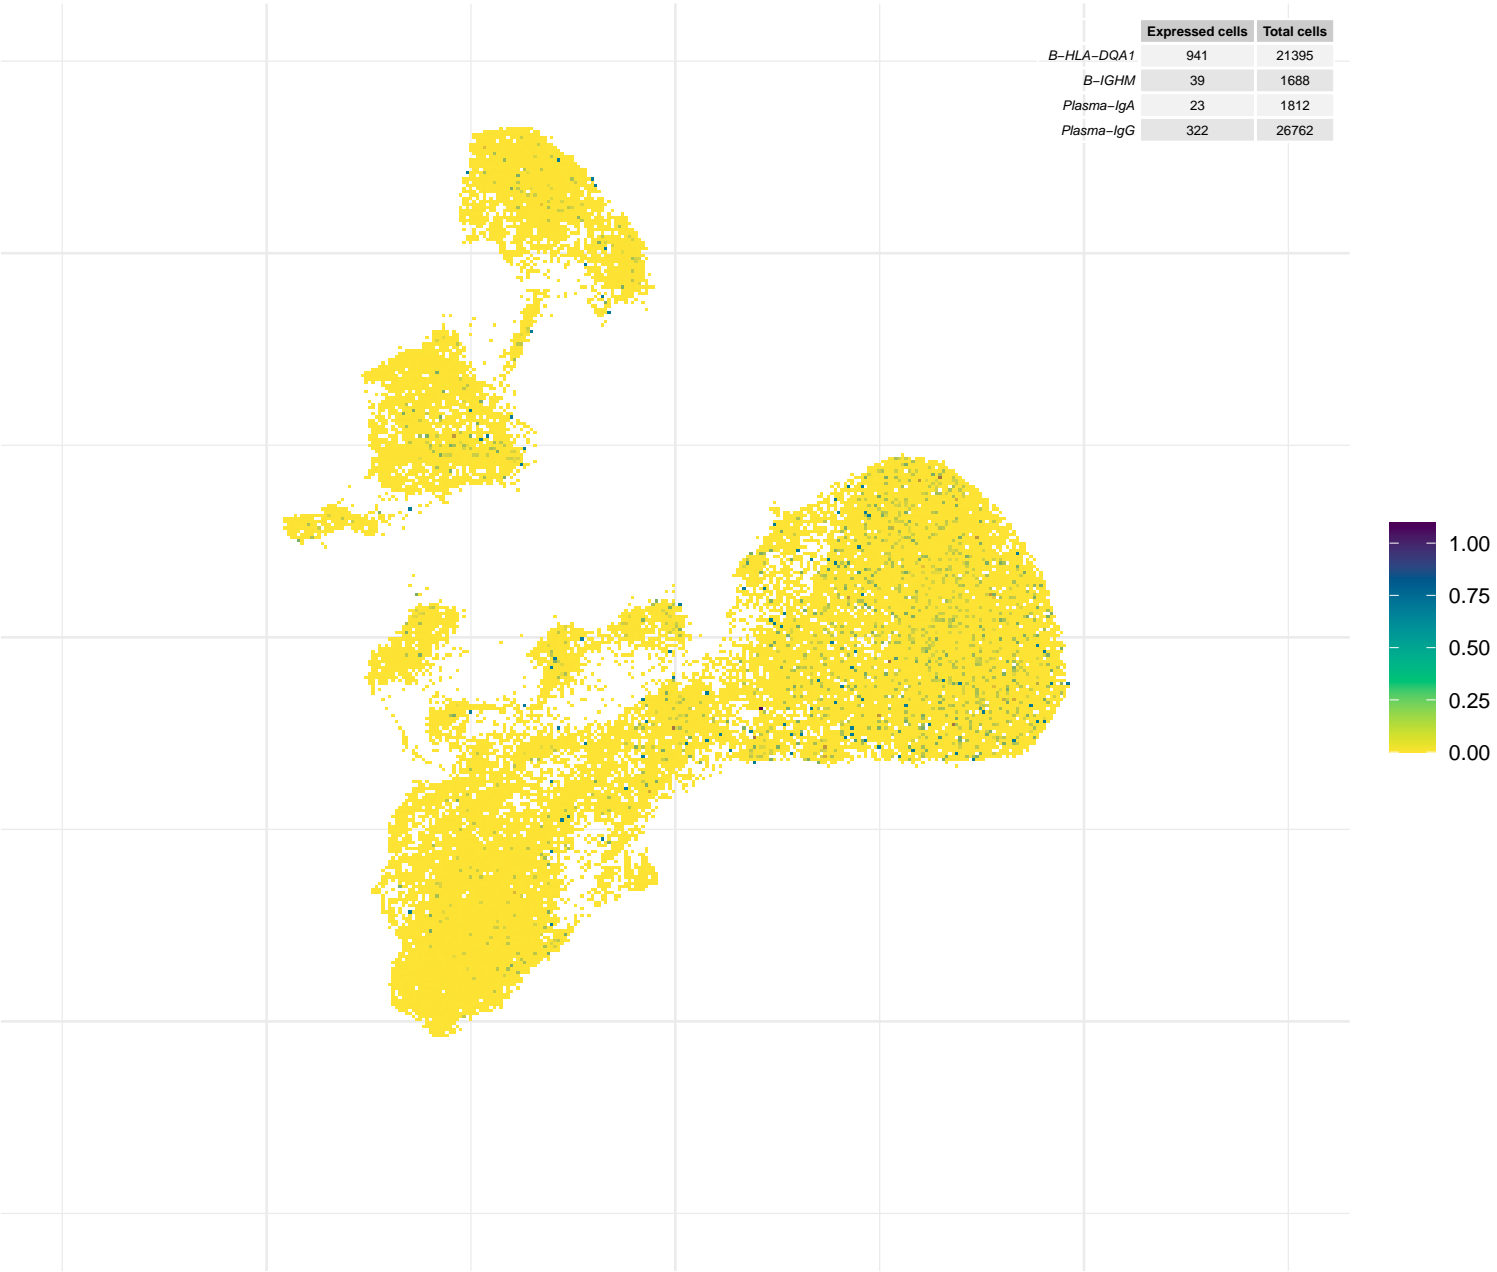 Expressed cells Total cells
B−HLA−DQA1 941 21395
B−IGHM 39 1688
Plasma−IgA 23 1812
Plasma−IgG 322 26762
1.00
0.75
0.50
0.25
0.00